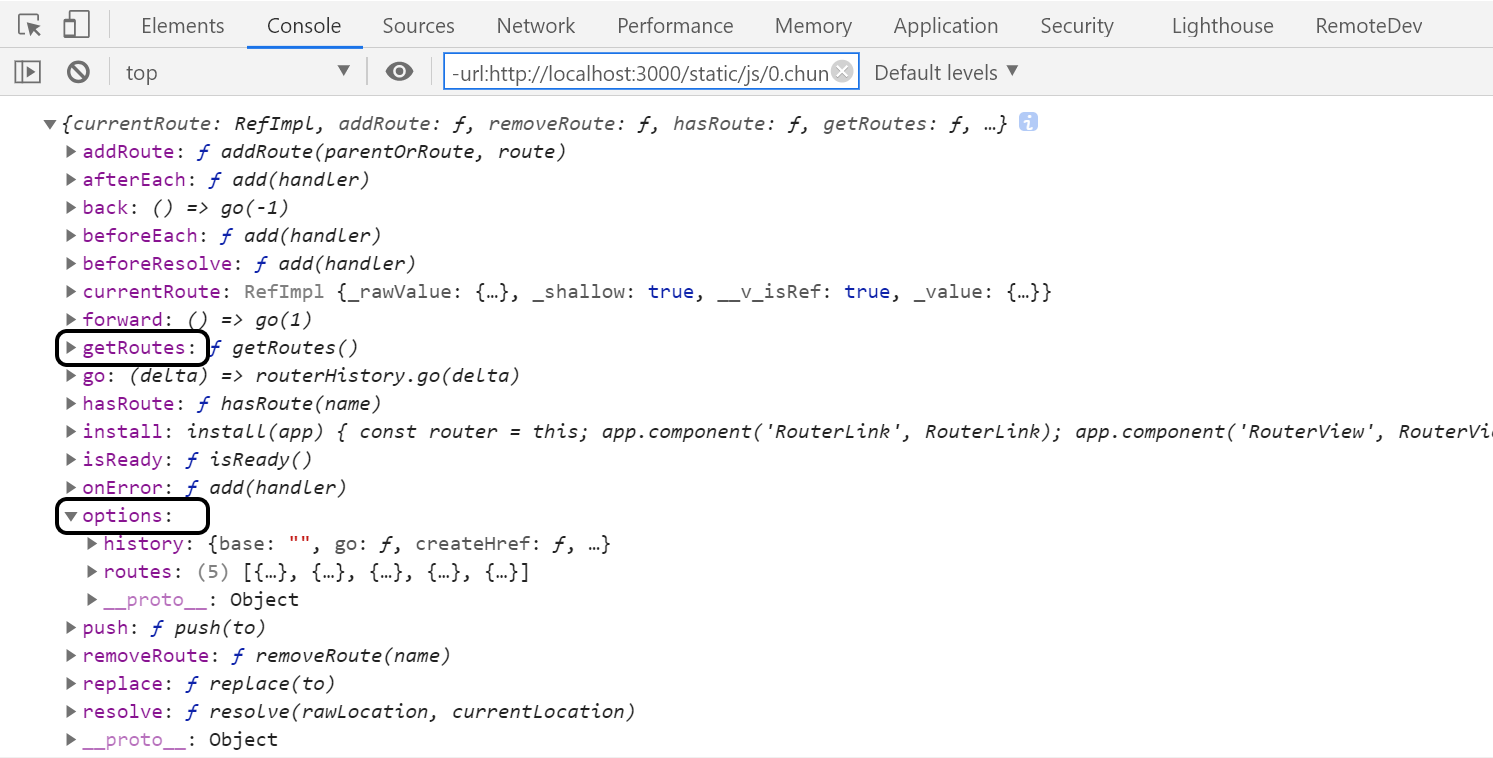 Elements Console Sources Network Performance Memory Application Security Lighthouse RemoteDev
top -url:http://localhost:3000/static/js/0.chun Default levels
{currentRoute: RefImpl, addRoute: ƒ, removeRoute: ƒ, hasRoute: ƒ, getRoutes: ƒ, …} i
addRoute: ƒ addRoute(parentOrRoute, route)
afterEach: ƒ add(handler)
back: () => go(-1)
beforeEach: ƒ add(handler)
beforeResolve: ƒ add(handler)
currentRoute: RefImpl {_rawValue: {…}, _shallow: true, __v_isRef: true, _value: {…}}
forward: () => go(1)
getRoutes: ƒ getRoutes()
go: (delta) => routerHistory.go(delta)
hasRoute: ƒ hasRoute(name)
install: install(app) { const router = this; app.component('RouterLink', RouterLink); app.component('RouterView', RouterVi
isReady: ƒ isReady()
onError: ƒ add(handler)
options:
history: {base: "", go: ƒ, createHref: ƒ, …}
routes: (5) [{…}, {…}, {…}, {…}, {…}]
__proto__: Object
push: ƒ push(to)
removeRoute: ƒ removeRoute(name)
replace: ƒ replace(to)
resolve: ƒ resolve(rawLocation, currentLocation)
__proto__: Object